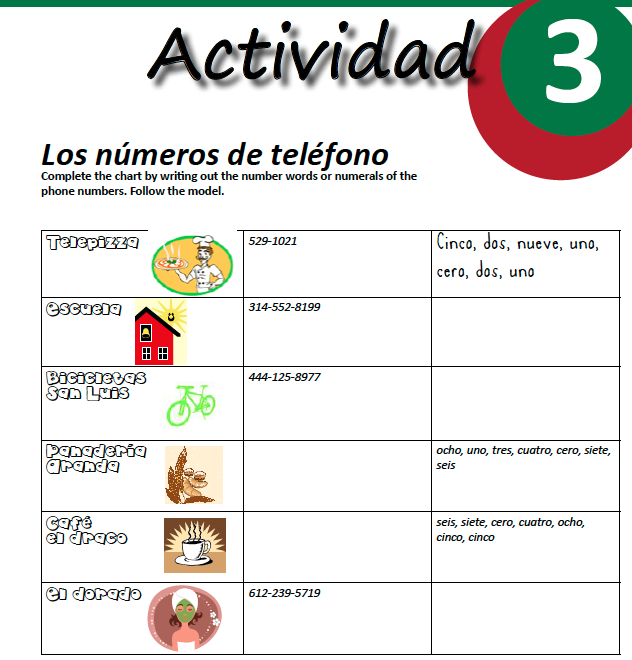 Actividad 3
Los números de teléfono
Complete the chart by writing out the number words or numerals of the
phone numbers. Follow the model.
Telepizza
529-1021
Cinco, dos, nueve, uno,
cero, dos, uno
escuela
314-552-8199
Bicicletas
San Luis
444-125-8977
Panadería
Aranda
ocho, uno, tres, cuatro, cero, siete,
seis
Café
el draco
seis, siete, cero, cuatro, ocho,
cinco, cinco
el dorado
612-239-5719